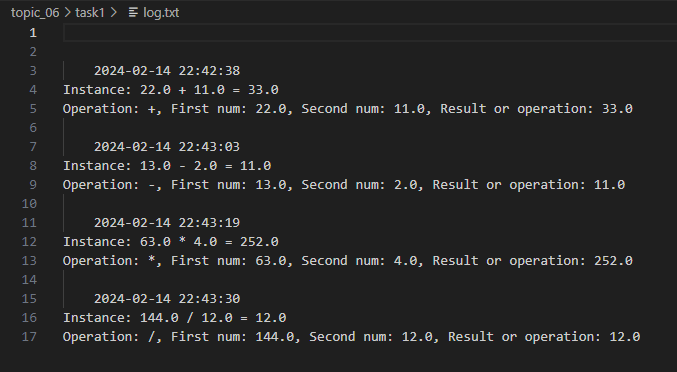 topic_06 > task1 > log.txt
1
2
3 2024-02-14 22:42:38
4 Instance: 22.0 + 11.0 = 33.0
5 Operation: +, First num: 22.0, Second num: 11.0, Result or operation: 33.0
6
7 2024-02-14 22:43:03
8 Instance: 13.0 - 2.0 = 11.0
9 Operation: -, First num: 13.0, Second num: 2.0, Result or operation: 11.0
10
11 2024-02-14 22:43:19
12 Instance: 63.0 * 4.0 = 252.0
13 Operation: *, First num: 63.0, Second num: 4.0, Result or operation: 252.0
14
15 2024-02-14 22:43:30
16 Instance: 144.0 / 12.0 = 12.0
17 Operation: /, First num: 144.0, Second num: 12.0, Result or operation: 12.0